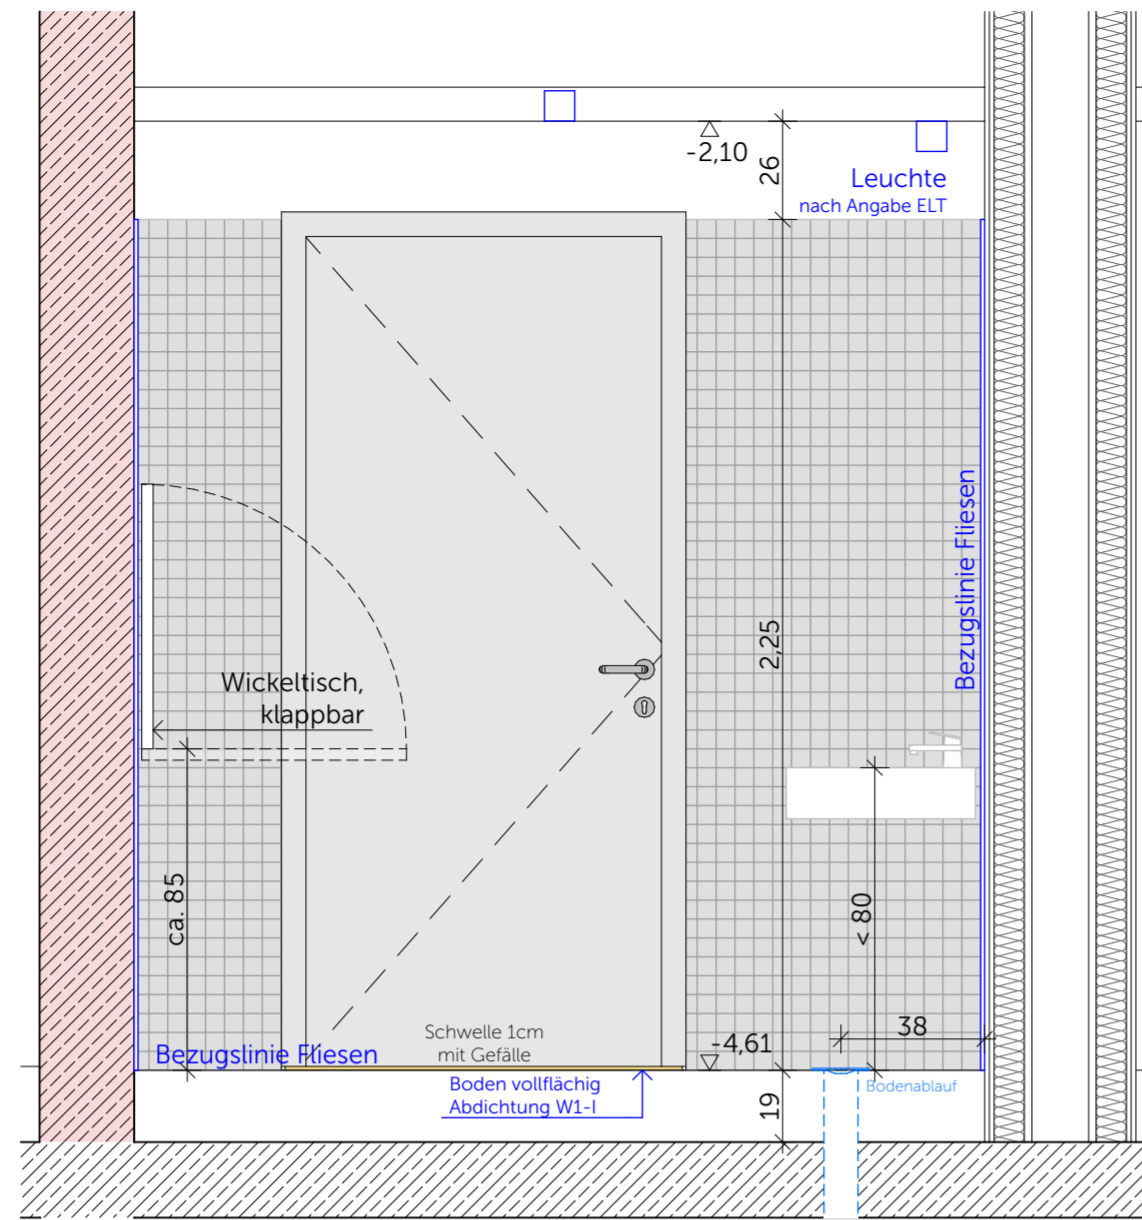 -2,10
26
Leuchte
nach Angabe ELT
Bezugslinie Fliesen
2,25
Wickeltisch,
klappbar
ca. 85
< 80
38
Schwelle 1cm
mit Gefälle
-4,61
Bezugslinie Fliesen
Boden vollflächig
Abdichtung W1-I
Bodenablauf
19